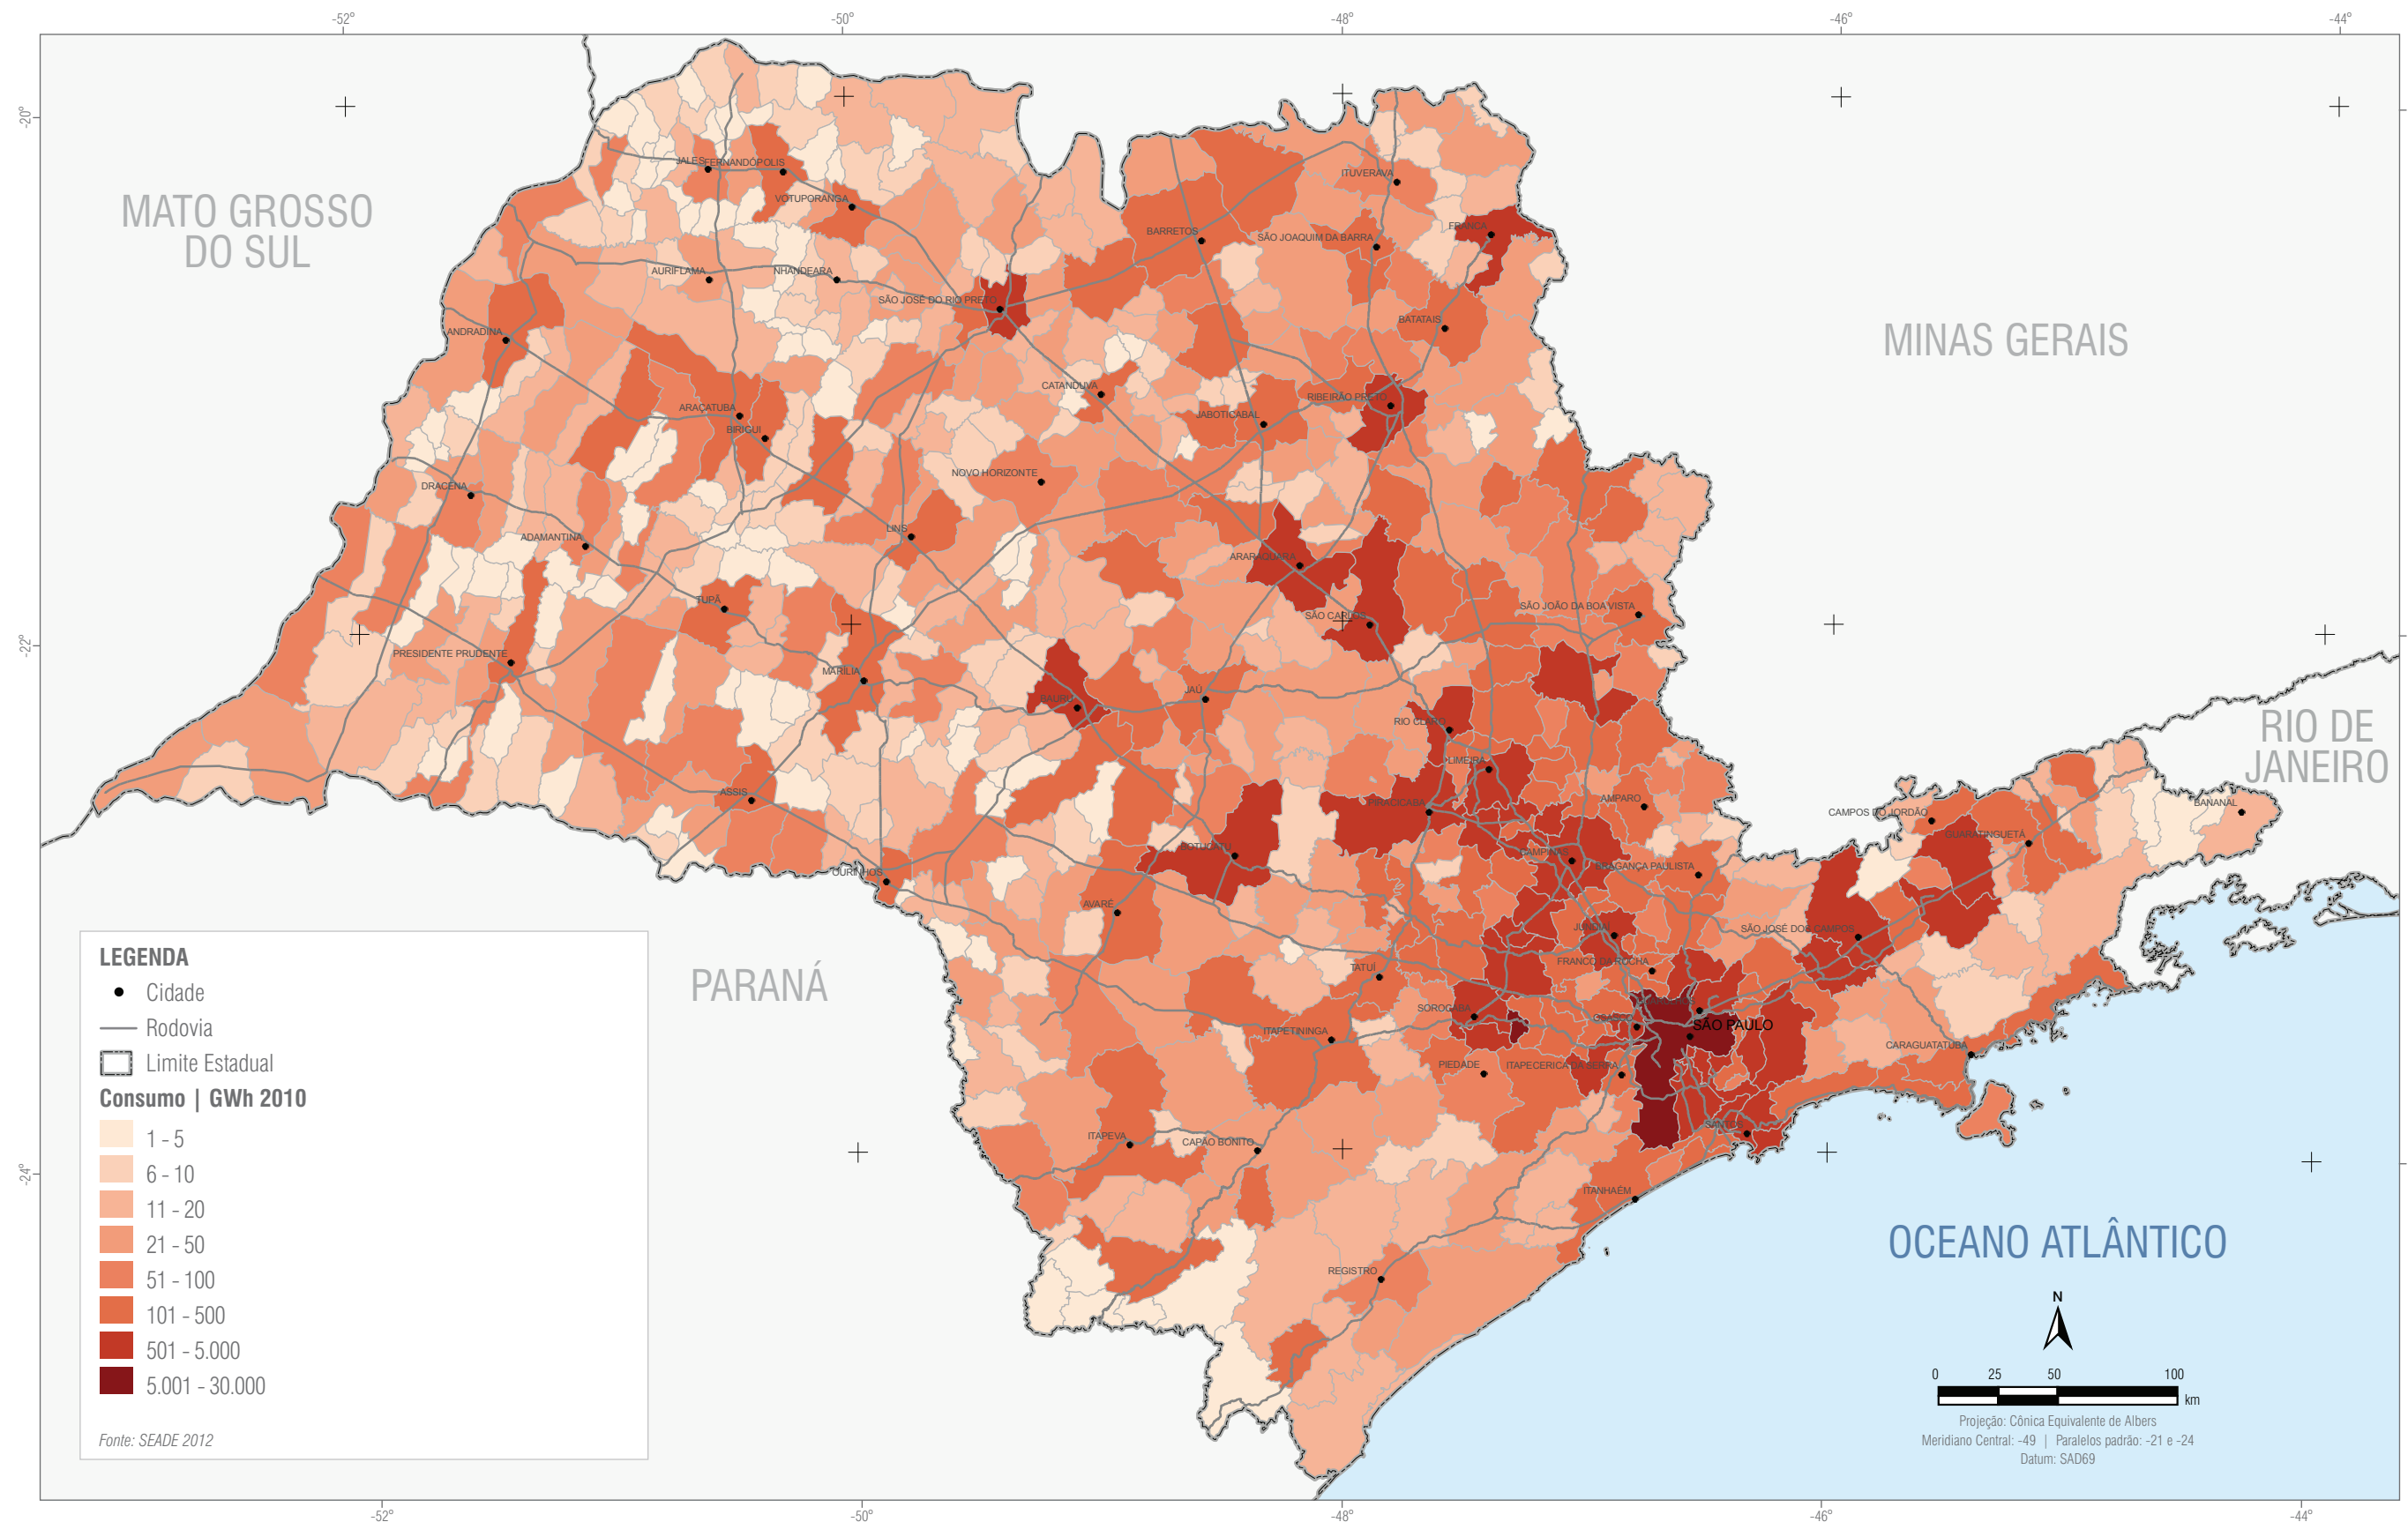 -52°
-50°
-48°
-46°
-44°
-20°
-22°
-24°
MATO GROSSO
DO SUL
MINAS GERAIS
RIO DE
JANEIRO
PARANÁ
OCEANO ATLÂNTICO
JALES
FERNANDÓPOLIS
VOTUPORANGA
ITUVERAVA
BARRETOS
SÃO JOAQUIM DA BARRA
FRANCA
AURIFLAMA
NHANDEARA
SÃO JOSÉ DO RIO PRETO
ANDRADINA
BATATAIS
CATANDUVA
RIBEIRÃO PRETO
ARAÇATUBA
JABOTICABAL
BIRIGUI
NOVO HORIZONTE
DRACENA
LINS
ADAMANTINA
ARARAQUARA
TUPÃ
SÃO JOÃO DA BOA VISTA
SÃO CARLOS
PRESIDENTE PRUDENTE
MARÍLIA
JAÚ
BAURU
RIO CLARO
LIMEIRA
ASSIS
PIRACICABA
AMPARO
CAMPOS DO JORDÃO
BANANAL
GUARATINGUETÁ
BOTUCATU
CAMPINAS
BRAGANÇA PAULISTA
OURINHOS
AVARÉ
JUNDIAÍ
SÃO JOSÉ DOS CAMPOS
TATUÍ
FRANCO DA ROCHA
SOROCABA
OSASCO
SÃO PAULO
ITAPETININGA
CARAGUATATUBA
PIEDADE
ITAPECERICA DA SERRA
SANTOS
ITAPEVA
CAPÃO BONITO
ITANHAÉM
REGISTRO
LEGENDA
Cidade
Rodovia
Limite Estadual
Consumo | GWh 2010
1 - 5
6 - 10
11 - 20
21 - 50
51 - 100
101 - 500
501 - 5.000
5.001 - 30.000
Fonte: SEADE 2012
N
0 25 50 100
km
Projeção: Cônica Equivalente de Albers
Meridiano Central: -49 | Paralelos padrão: -21 e -24
Datum: SAD69
-52°
-50°
-48°
-46°
-44°